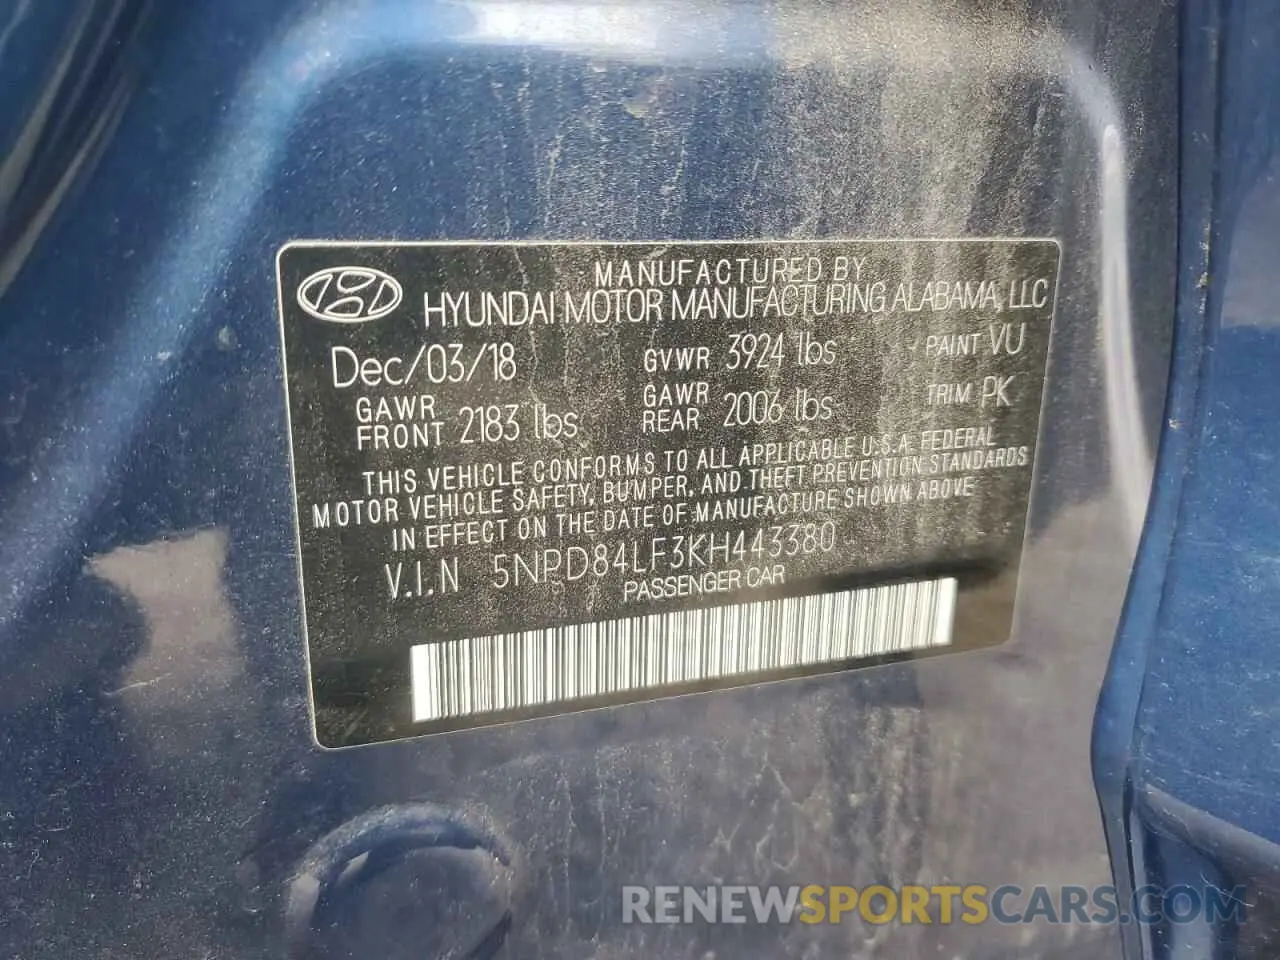 MANUFACTURED BY
HYUNDAI MOTOR MANUFACTURING ALABAMA, LLC
Dec/03/18 GVWR 3924 lbs PAINT VU
GAWR FRONT 2183 lbs GAWR REAR 2006 lbs TRIM PK
THIS VEHICLE CONFORMS TO ALL APPLICABLE U.S.A. FEDERAL
MOTOR VEHICLE SAFETY, BUMPER, AND THEFT PREVENTION STANDARDS
IN EFFECT ON THE DATE OF MANUFACTURE SHOWN ABOVE
V.I.N 5NPD84LF3KH443380
PASSENGER CAR
RENEWSPORTSCARS.COM